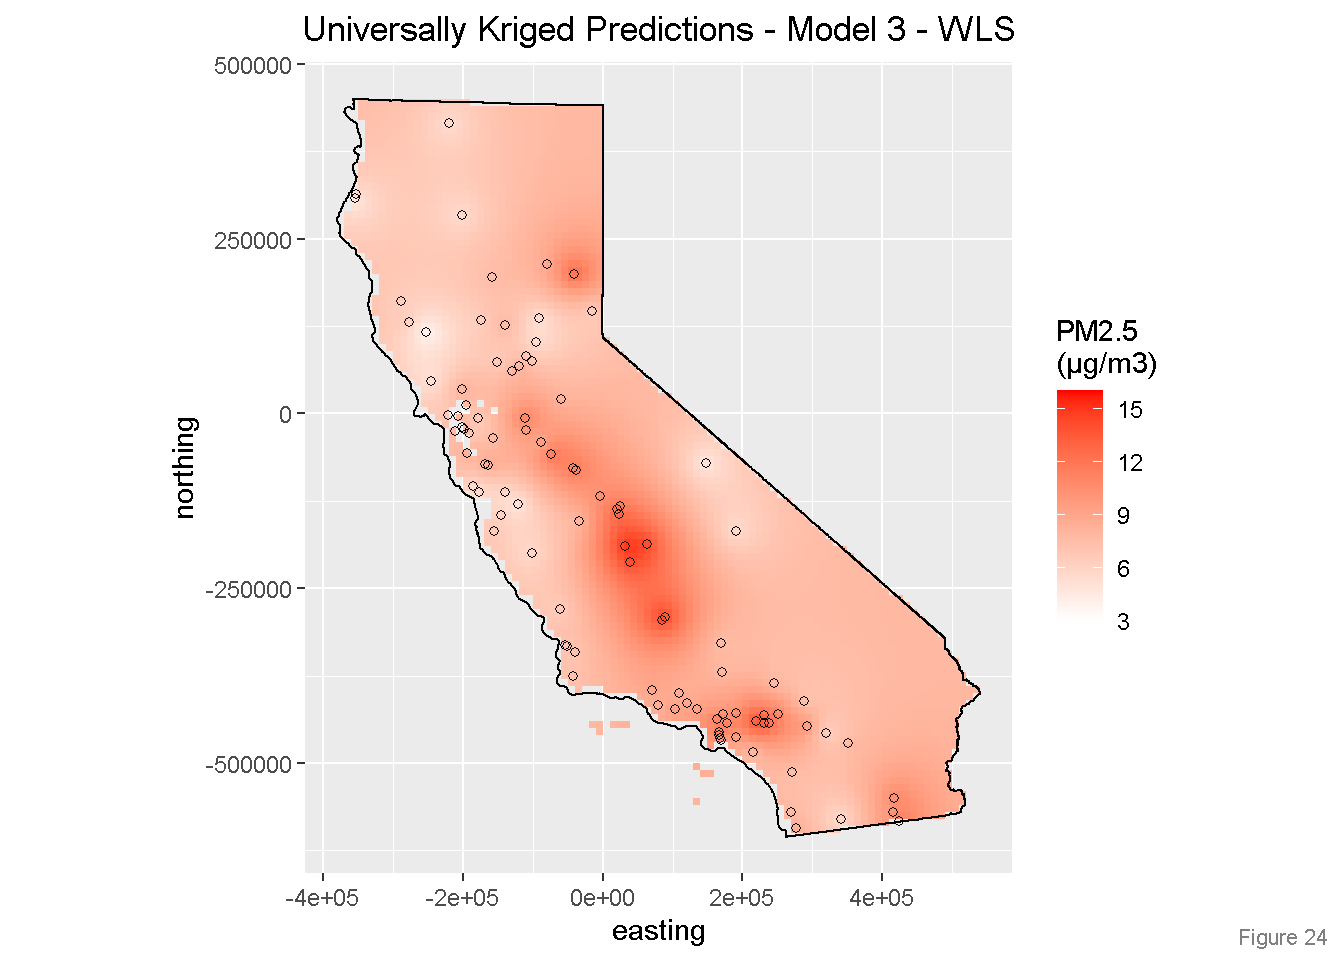 Universally Kriged Predictions - Model 3 - WLS
500000
250000
0
-250000
-500000
northing
-4e+05
-2e+05
0e+00
2e+05
4e+05
easting
PM2.5
(µg/m3)
15
12
9
6
3
Figure 24